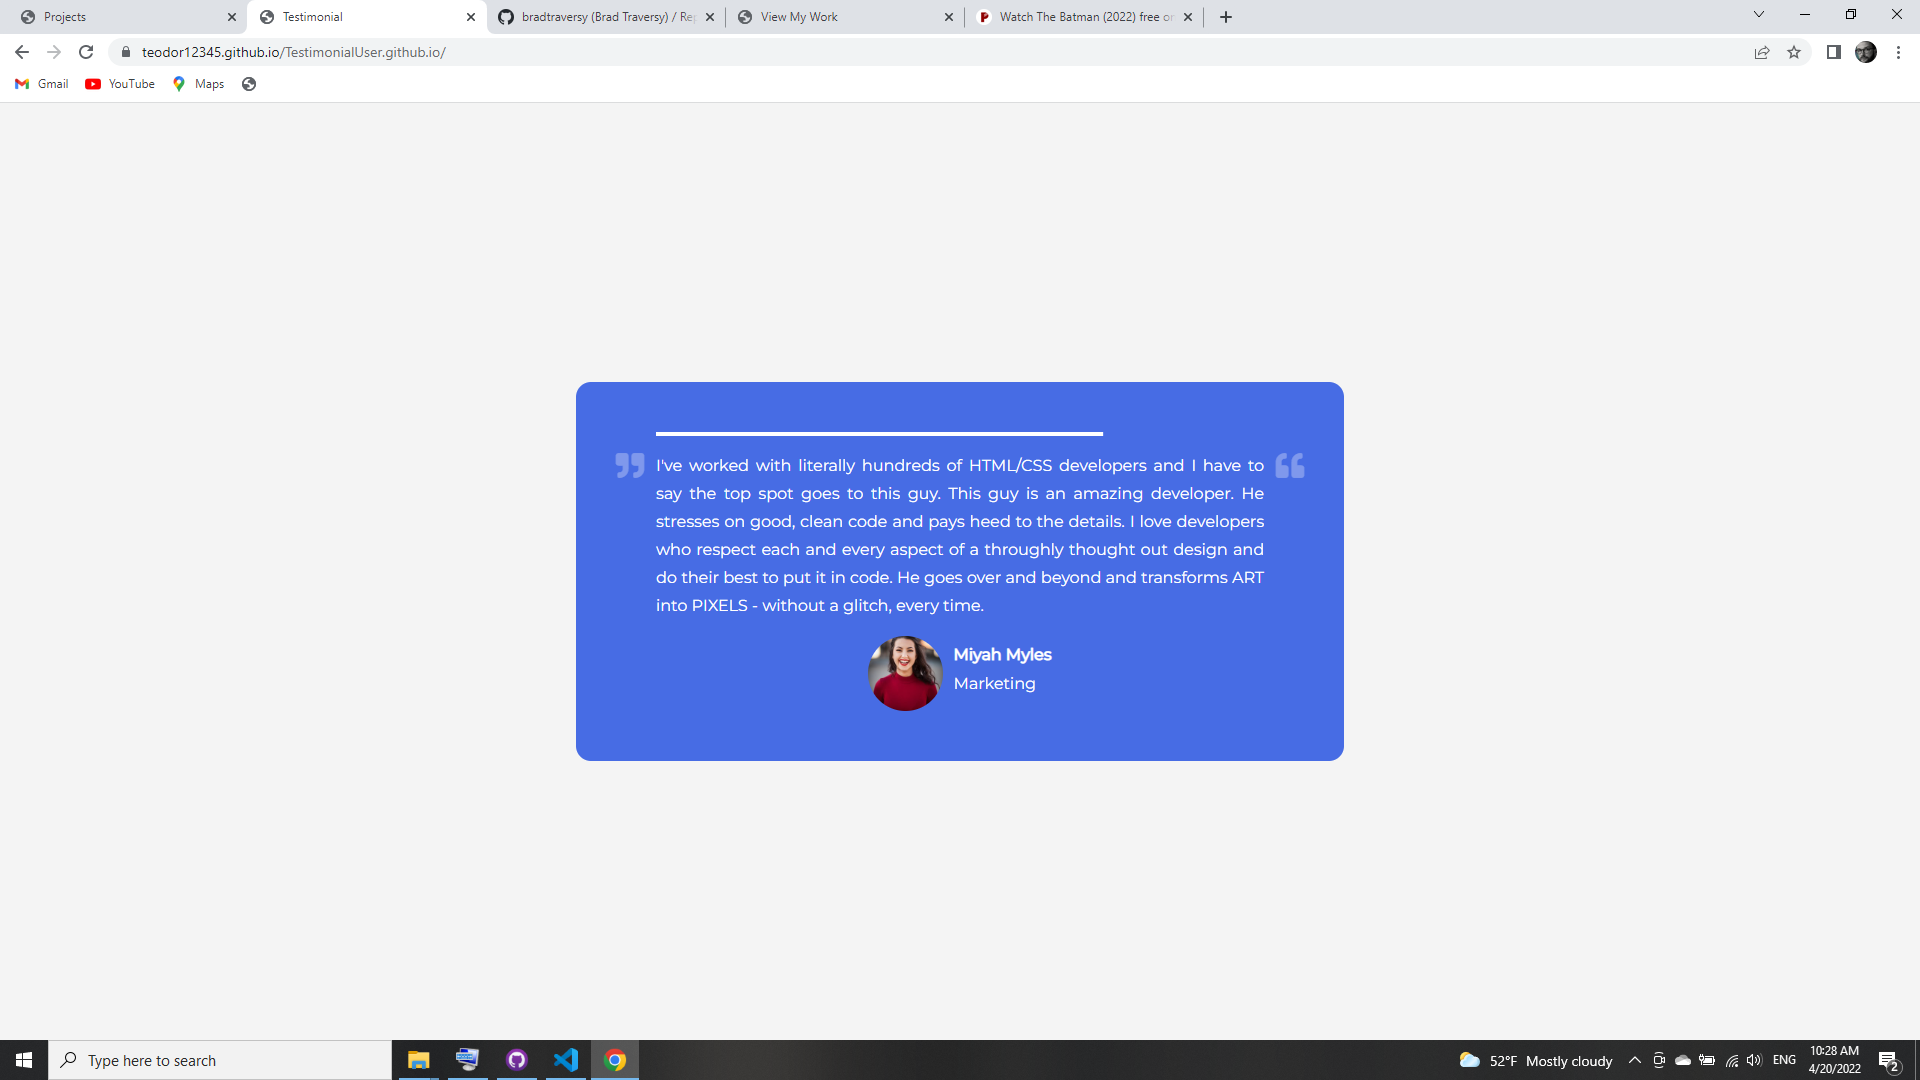 Projects
Testimonial
bradtraversy (Brad Traversy) / Re
View My Work
Watch The Batman (2022) free or
teodor12345.github.io/TestimonialUser.github.io/
Gmail
YouTube
Maps
I've worked with literally hundreds of HTML/CSS developers and I have to
say the top spot goes to this guy. This guy is an amazing developer. He
stresses on good, clean code and pays heed to the details. I love developers
who respect each and every aspect of a throughly thought out design and
do their best to put it in code. He goes over and beyond and transforms ART
into PIXELS - without a glitch, every time.
Miyah Myles
Marketing
Type here to search
52°F Mostly cloudy
ENG
10:28 AM
4/20/2022
2